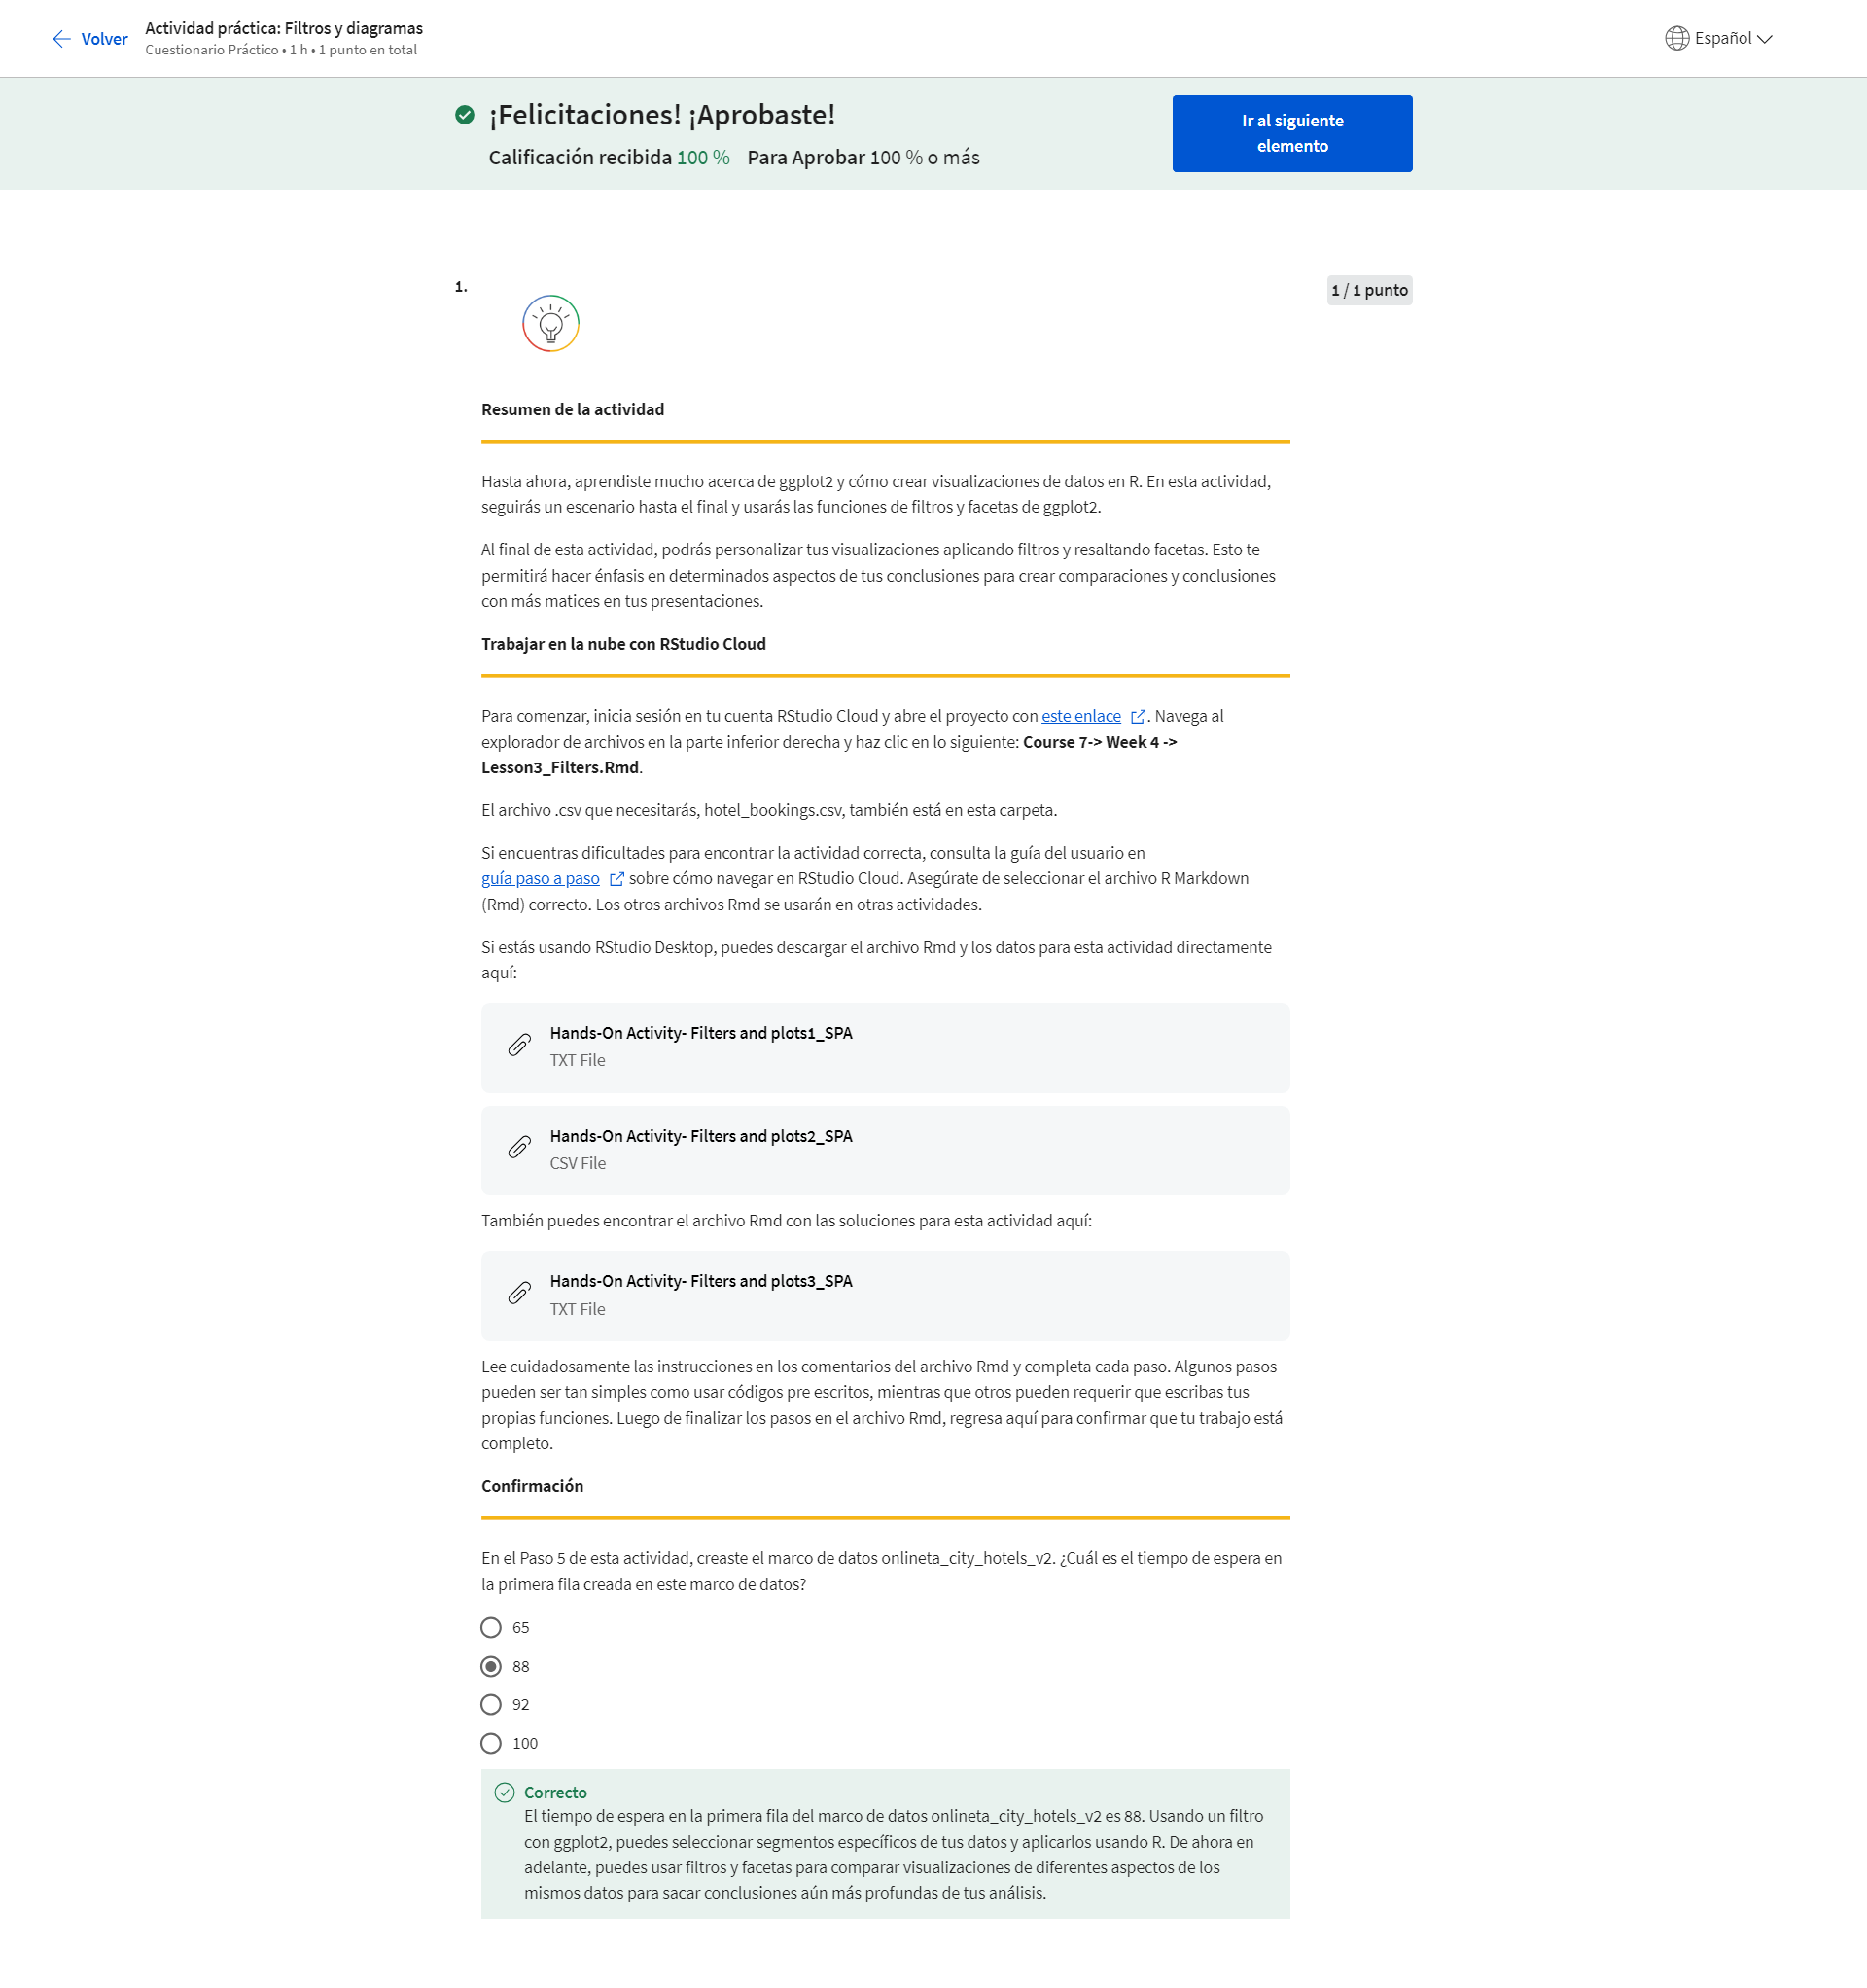 Volver
Actividad práctica: Filtros y diagramas
Cuestionario Práctico • 1 h • 1 punto en total
Español
¡Felicitaciones! ¡Aprobaste!
Calificación recibida 100 % Para Aprobar 100 % o más
Ir al siguiente
elemento
1.
1 / 1 punto
Resumen de la actividad
Hasta ahora, aprendiste mucho acerca de ggplot2 y cómo crear visualizaciones de datos en R. En esta actividad,
seguirás un escenario hasta el final y usarás las funciones de filtros y facetas de ggplot2.
Al final de esta actividad, podrás personalizar tus visualizaciones aplicando filtros y resaltando facetas. Esto te
permitirá hacer énfasis en determinados aspectos de tus conclusiones para crear comparaciones y conclusiones
con más matices en tus presentaciones.
Trabajar en la nube con RStudio Cloud
Para comenzar, inicia sesión en tu cuenta RStudio Cloud y abre el proyecto con este enlace . Navega al
explorador de archivos en la parte inferior derecha y haz clic en lo siguiente: Course 7-> Week 4 ->
Lesson3_Filters.Rmd.
El archivo .csv que necesitarás, hotel_bookings.csv, también está en esta carpeta.
Si encuentras dificultades para encontrar la actividad correcta, consulta la guía del usuario en
guía paso a paso sobre cómo navegar en RStudio Cloud. Asegúrate de seleccionar el archivo R Markdown
(Rmd) correcto. Los otros archivos Rmd se usarán en otras actividades.
Si estás usando RStudio Desktop, puedes descargar el archivo Rmd y los datos para esta actividad directamente
aquí:
Hands-On Activity- Filters and plots1_SPA
TXT File
Hands-On Activity- Filters and plots2_SPA
CSV File
También puedes encontrar el archivo Rmd con las soluciones para esta actividad aquí:
Hands-On Activity- Filters and plots3_SPA
TXT File
Lee cuidadosamente las instrucciones en los comentarios del archivo Rmd y completa cada paso. Algunos pasos
pueden ser tan simples como usar códigos pre escritos, mientras que otros pueden requerir que escribas tus
propias funciones. Luego de finalizar los pasos en el archivo Rmd, regresa aquí para confirmar que tu trabajo está
completo.
Confirmación
En el Paso 5 de esta actividad, creaste el marco de datos onlineta_city_hotels_v2. ¿Cuál es el tiempo de espera en
la primera fila creada en este marco de datos?
65
88
92
100
Correcto
El tiempo de espera en la primera fila del marco de datos onlineta_city_hotels_v2 es 88. Usando un filtro
con ggplot2, puedes seleccionar segmentos específicos de tus datos y aplicarlos usando R. De ahora en
adelante, puedes usar filtros y facetas para comparar visualizaciones de diferentes aspectos de los
mismos datos para sacar conclusiones aún más profundas de tus análisis.